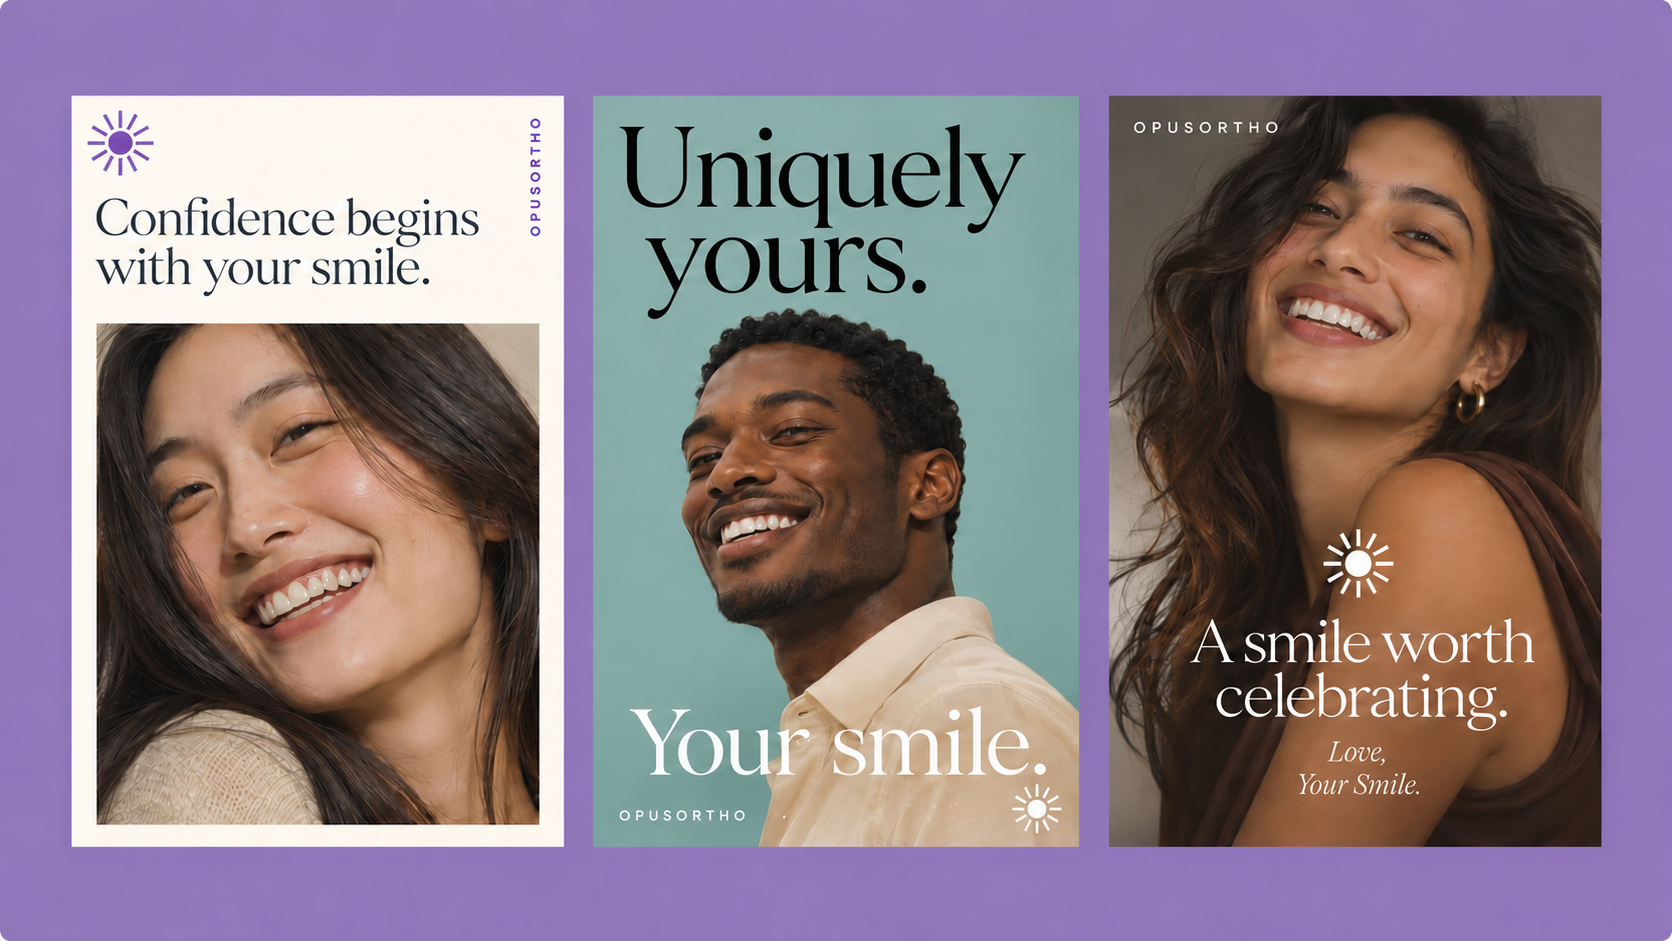 OPUSORTHO
Confidence begins
with your smile.
Uniquely
yours.
Your smile.
OPUSORTHO
OPUSORTHO
A smile worth
celebrating.
Love,
Your Smile.